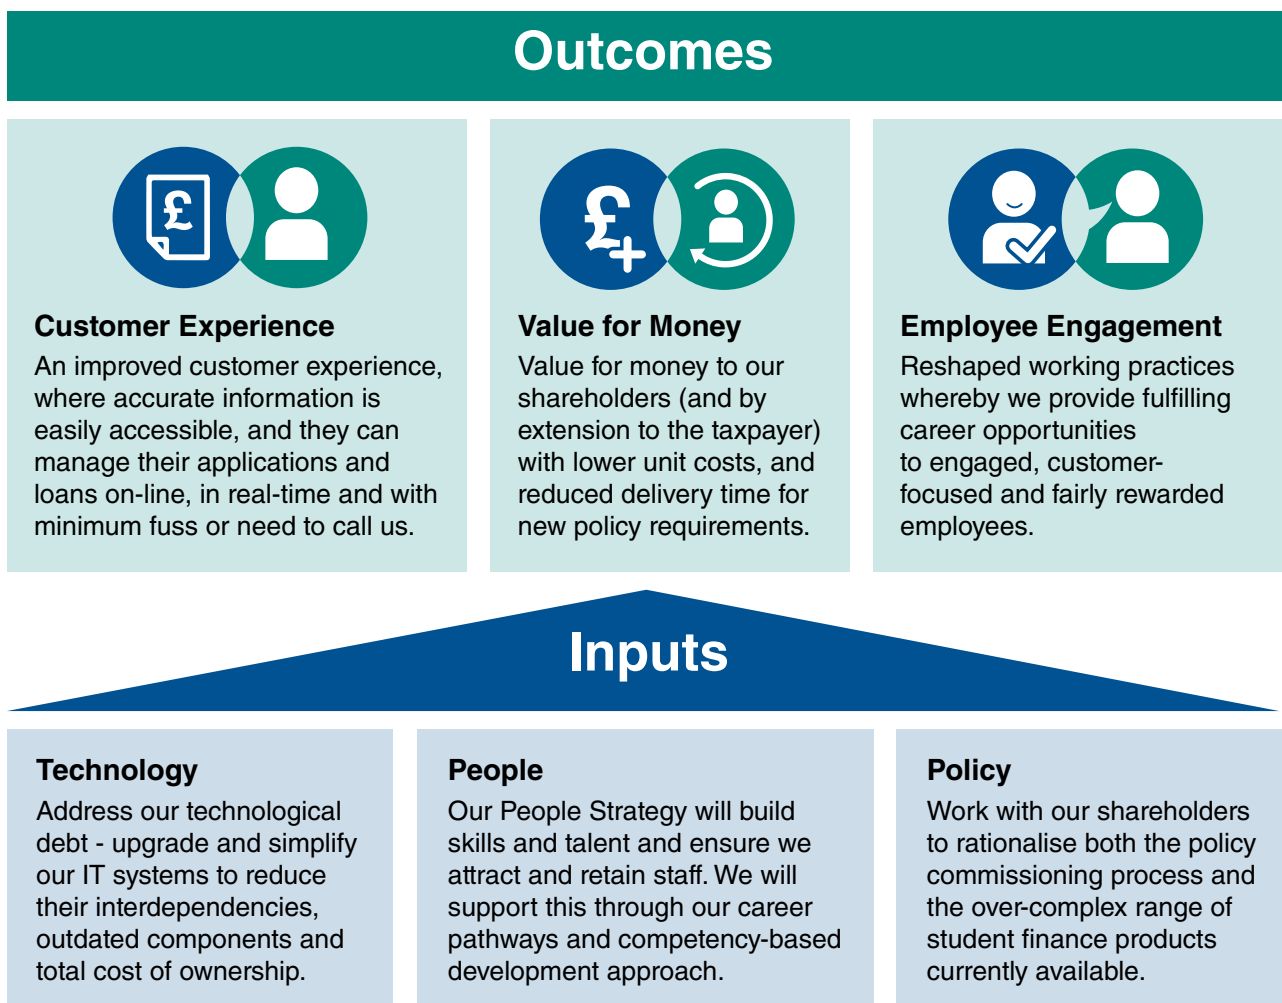 Outcomes
£
£
Customer Experience
An improved customer experience,
where accurate information is
easily accessible, and they can
manage their applications and
loans on-line, in real-time and with
minimum fuss or need to call us.
Value for Money
Value for money to our
shareholders (and by
extension to the taxpayer)
with lower unit costs, and
reduced delivery time for
new policy requirements.
Employee Engagement
Reshaped working practices
whereby we provide fulfilling
career opportunities
to engaged, customer-
focused and fairly rewarded
employees.
Inputs
Technology
Address our technological
debt - upgrade and simplify
our IT systems to reduce
their interdependencies,
outdated components and
total cost of ownership.
People
Our People Strategy will build
skills and talent and ensure we
attract and retain staff. We will
support this through our career
pathways and competency-based
development approach.
Policy
Work with our shareholders
to rationalise both the policy
commissioning process and
the over-complex range of
student finance products
currently available.